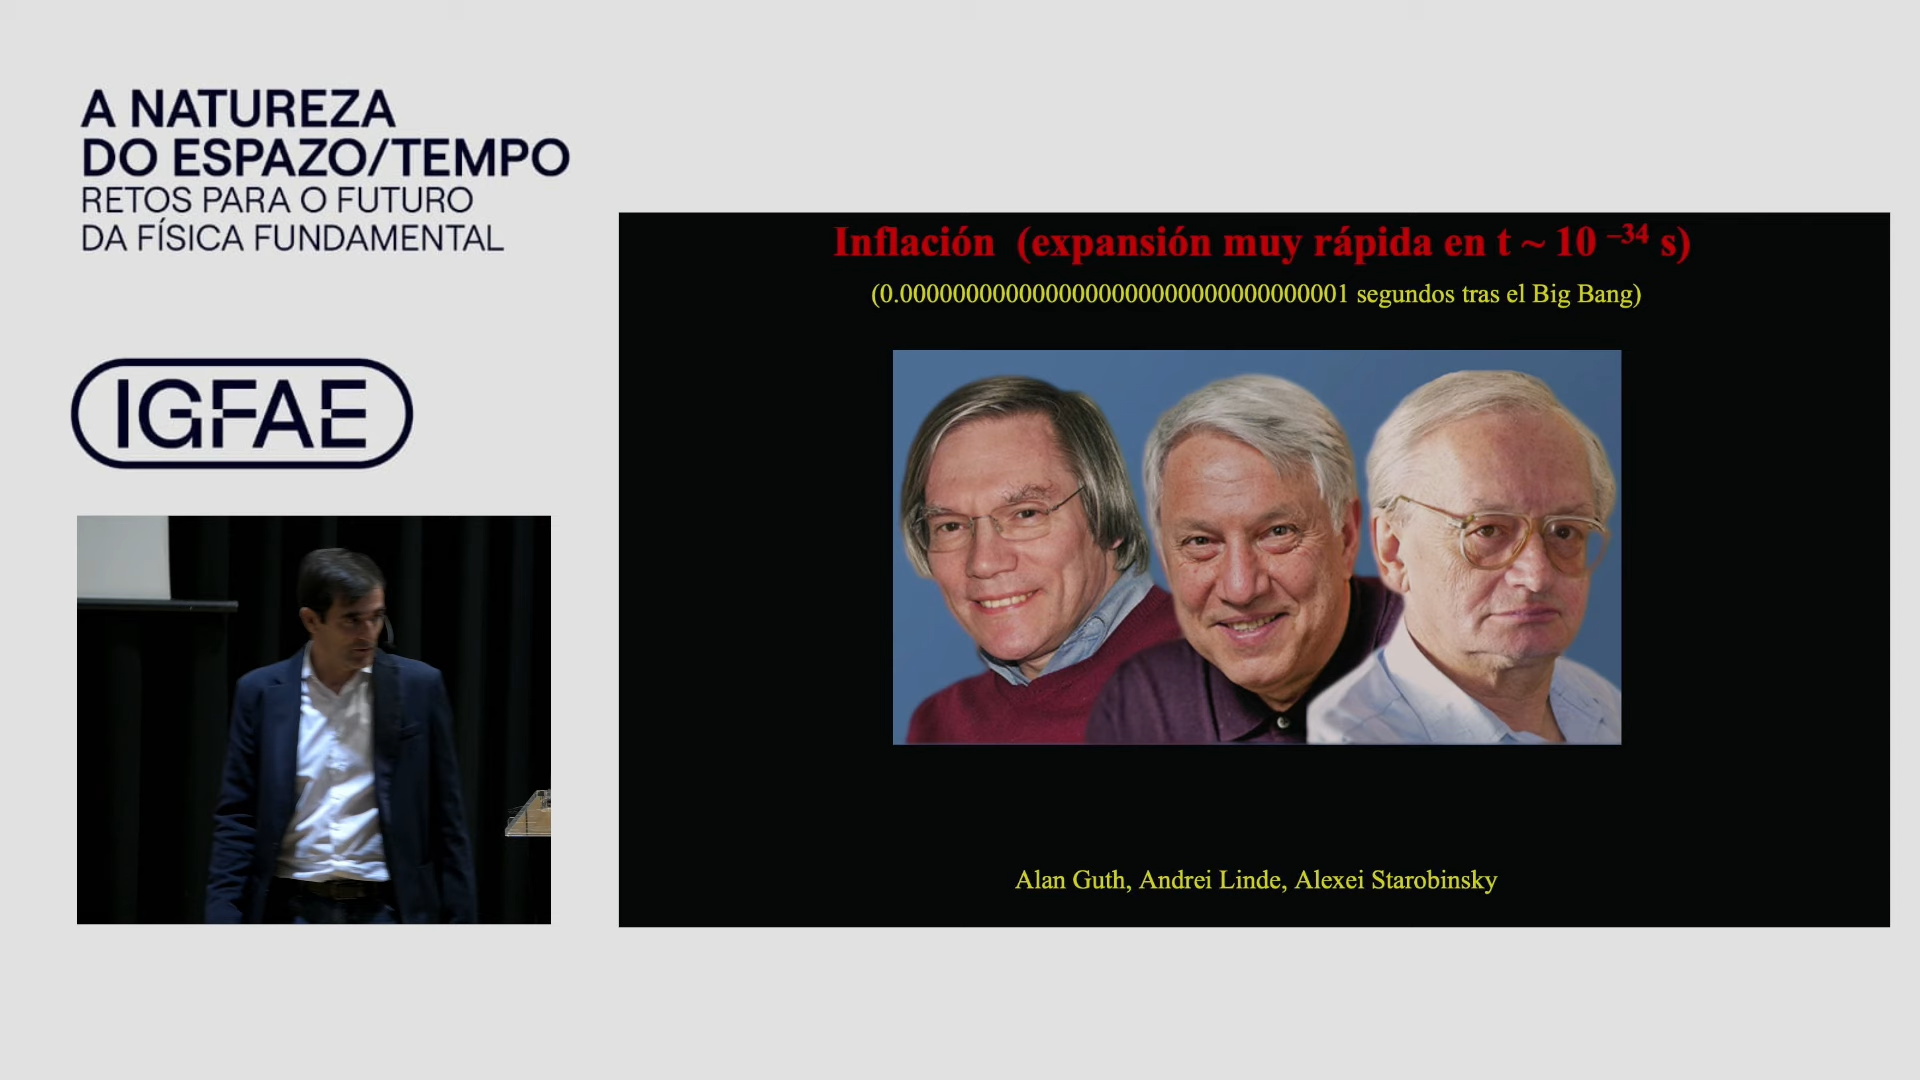 A NATUREZA
DO ESPAZO/TEMPO
RETOS PARA O FUTURO
DA FÍSICA FUNDAMENTAL
IGFAE
Inflación (expansión muy rápida en t ~ 10 –34 s)
(0.0000000000000000000000000000000001 segundos tras el Big Bang)
Alan Guth, Andrei Linde, Alexei Starobinsky